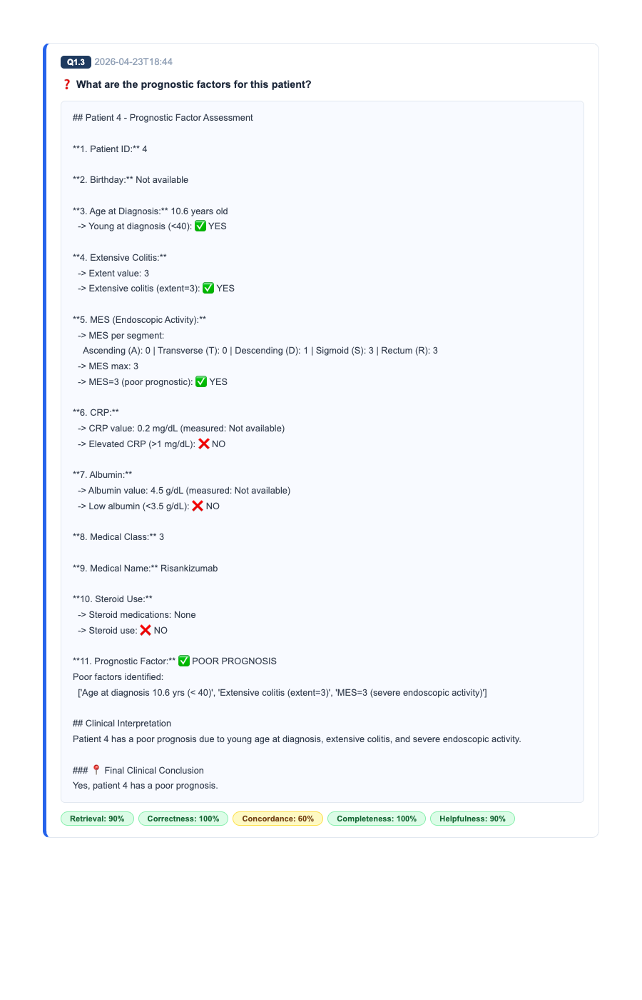 Q1.3 2026-04-23T18:44
❓ What are the prognostic factors for this patient?
## Patient 4 - Prognostic Factor Assessment
**1. Patient ID:** 4
**2. Birthday:** Not available
**3. Age at Diagnosis:** 10.6 years old
-> Young at diagnosis (<40): ✅ YES
**4. Extensive Colitis:**
-> Extent value: 3
-> Extensive colitis (extent=3): ✅ YES
**5. MES (Endoscopic Activity):**
-> MES per segment:
Ascending (A): 0 | Transverse (T): 0 | Descending (D): 1 | Sigmoid (S): 3 | Rectum (R): 3
-> MES max: 3
-> MES=3 (poor prognostic): ✅ YES
**6. CRP:**
-> CRP value: 0.2 mg/dL (measured: Not available)
-> Elevated CRP (>1 mg/dL): ❌ NO
**7. Albumin:**
-> Albumin value: 4.5 g/dL (measured: Not available)
-> Low albumin (<3.5 g/dL): ❌ NO
**8. Medical Class:** 3
**9. Medical Name:** Risankizumab
**10. Steroid Use:**
-> Steroid medications: None
-> Steroid use: ❌ NO
**11. Prognostic Factor:** ✅ POOR PROGNOSIS
Poor factors identified:
['Age at diagnosis 10.6 yrs (< 40)', 'Extensive colitis (extent=3)', 'MES=3 (severe endoscopic activity)']
## Clinical Interpretation
Patient 4 has a poor prognosis due to young age at diagnosis, extensive colitis, and severe endoscopic activity.
### 📍 Final Clinical Conclusion
Yes, patient 4 has a poor prognosis.
Retrieval: 90% Correctness: 100% Concordance: 60% Completeness: 100% Helpfulness: 90%